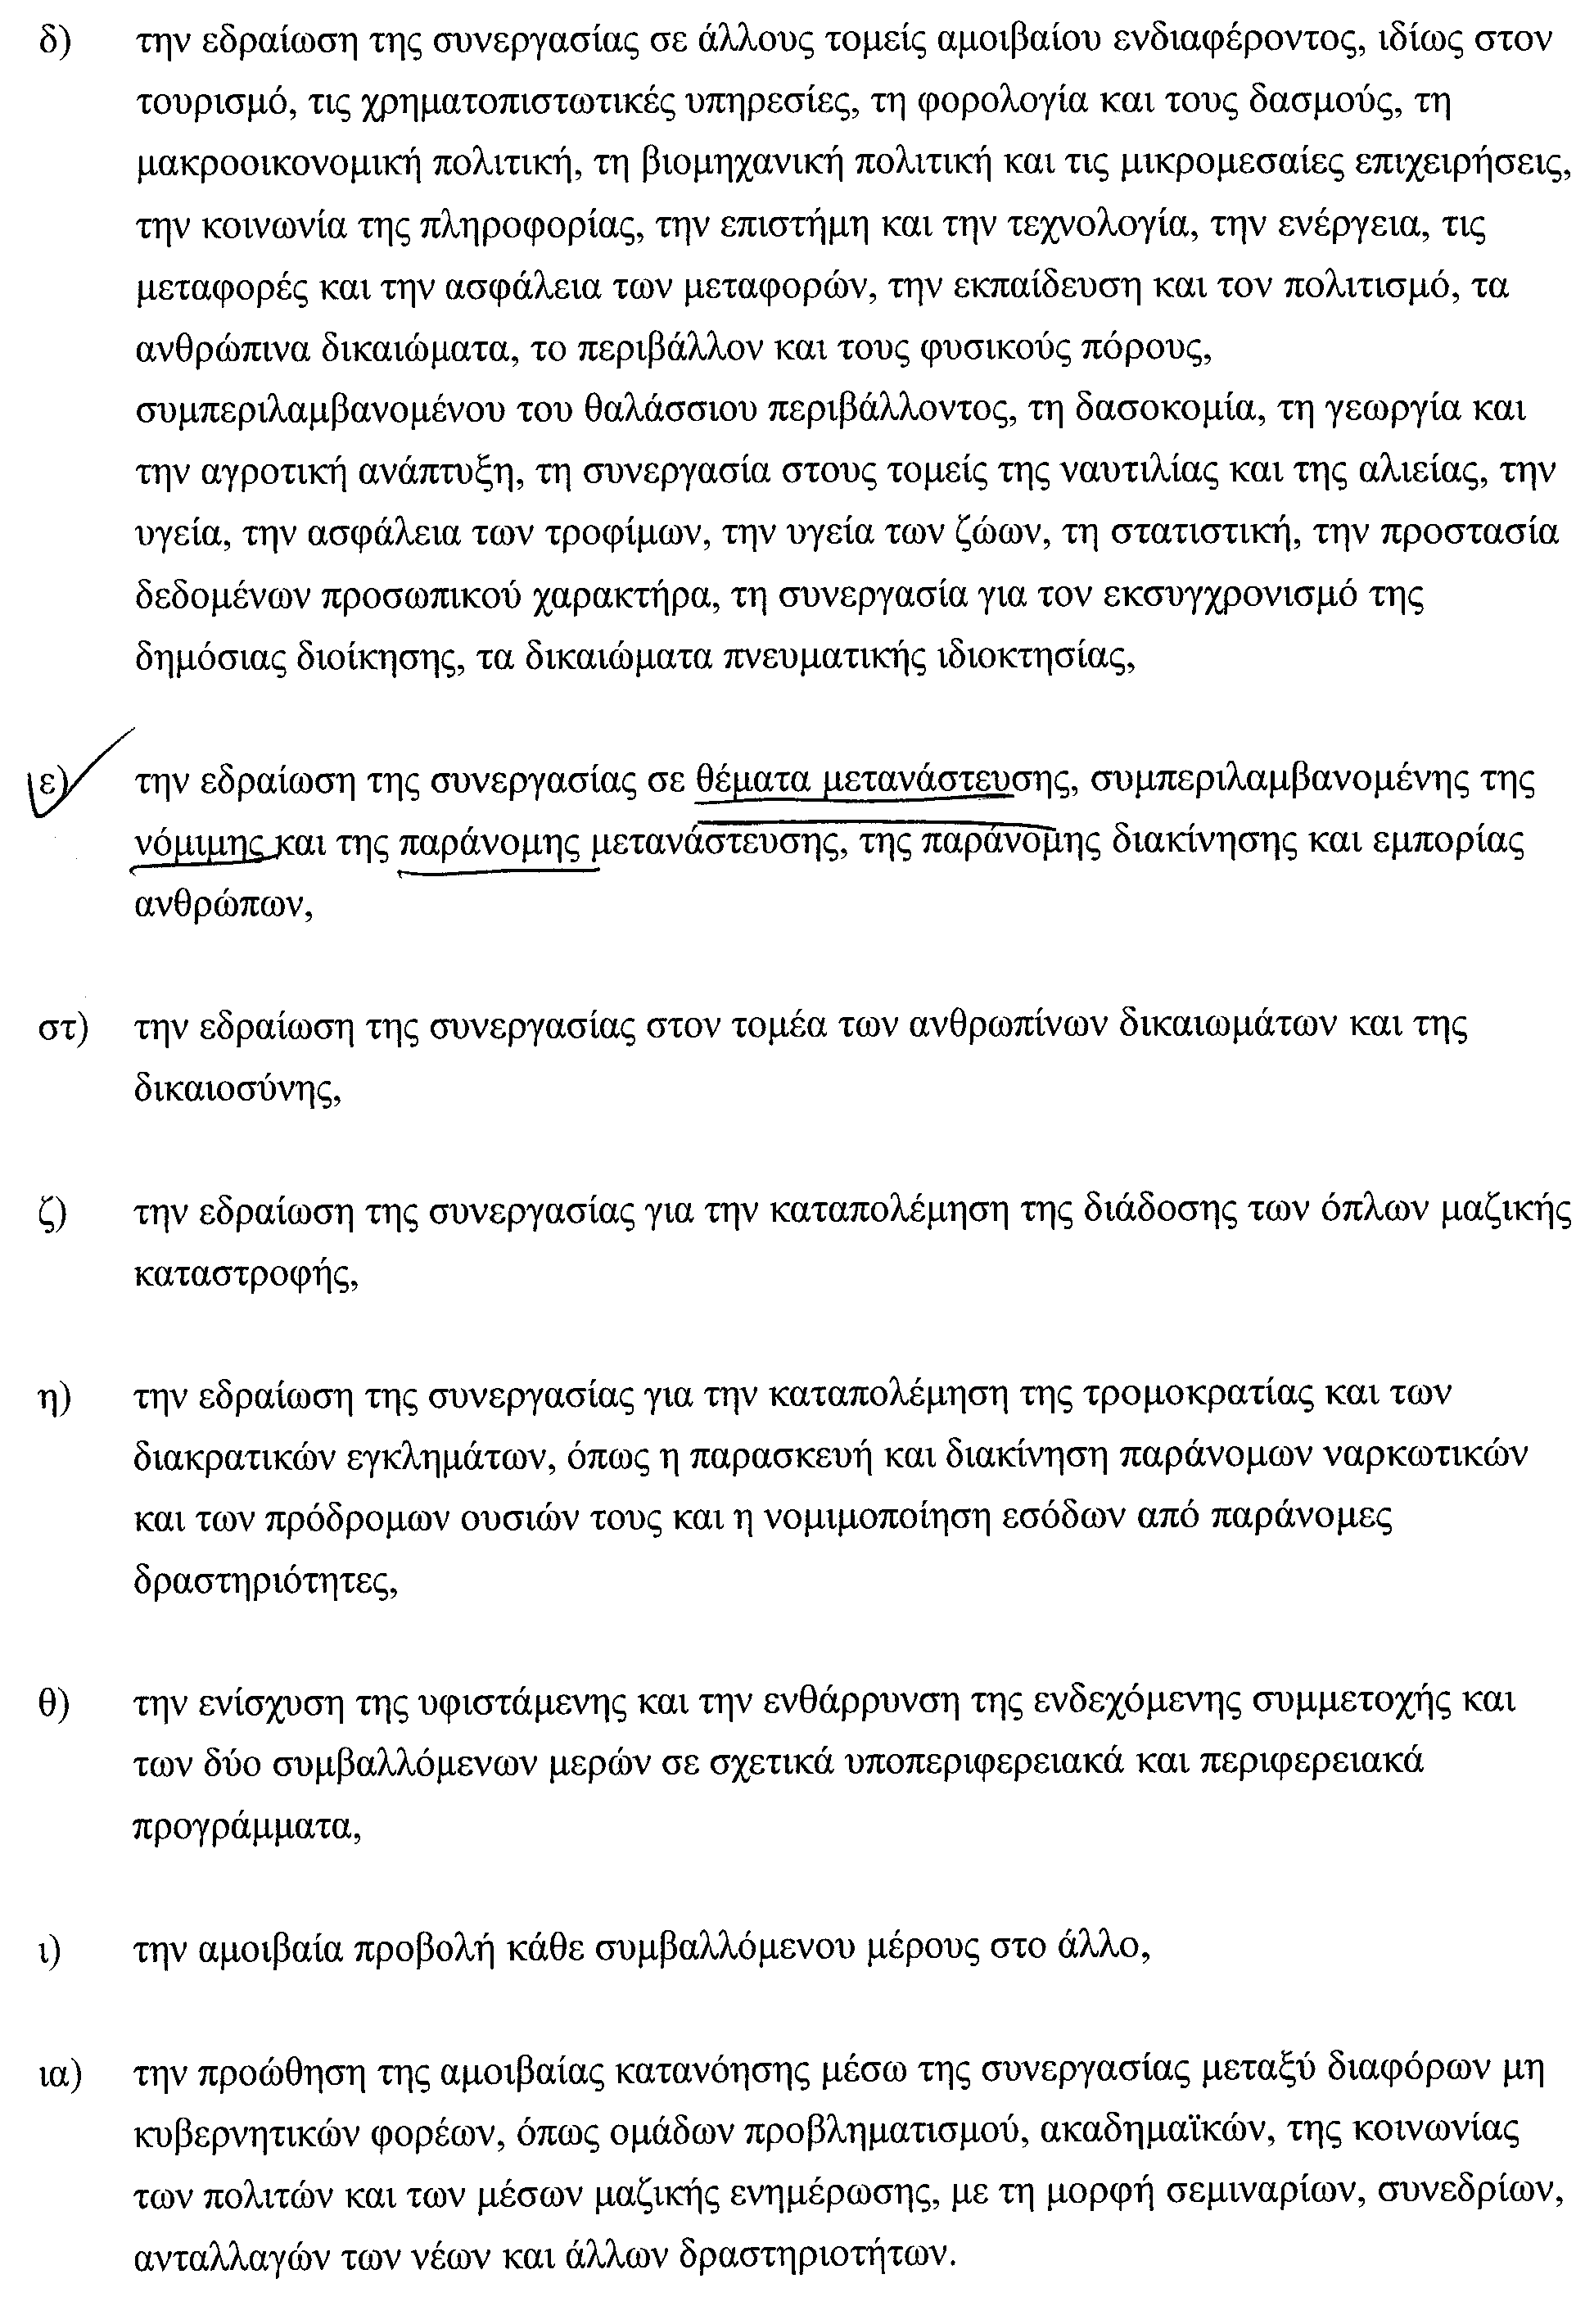 δ) την εδραίωση της συνεργασίας σε άλλους τομείς αμοιβαίου ενδιαφέροντος, ιδίως στον
τουρισμό, τις χρηματοπιστωτικές υπηρεσίες, τη φορολογία και τους δασμούς, τη
μακροοικονομική πολιτική, τη βιομηχανική πολιτική και τις μικρομεσαίες επιχειρήσεις,
την κοινωνία της πληροφορίας, την επιστήμη και την τεχνολογία, την ενέργεια, τις
μεταφορές και την ασφάλεια των μεταφορών, την εκπαίδευση και τον πολιτισμό, τα
ανθρώπινα δικαιώματα, το περιβάλλον και τους φυσικούς πόρους,
συμπεριλαμβανομένου του θαλάσσιου περιβάλλοντος, τη δασοκομία, τη γεωργία και
την αγροτική ανάπτυξη, τη συνεργασία στους τομείς της ναυτιλίας και της αλιείας, την
υγεία, την ασφάλεια των τροφίμων, την υγεία των ζώων, τη στατιστική, την προστασία
δεδομένων προσωπικού χαρακτήρα, τη συνεργασία για τον εκσυγχρονισμό της
δημόσιας διοίκησης, τα δικαιώματα πνευματικής ιδιοκτησίας,
ε) την εδραίωση της συνεργασίας σε θέματα μετανάστευσης, συμπεριλαμβανομένης της
νόμιμης και της παράνομης μετανάστευσης, της παράνομης διακίνησης και εμπορίας
ανθρώπων,
στ) την εδραίωση της συνεργασίας στον τομέα των ανθρωπίνων δικαιωμάτων και της
δικαιοσύνης,
ζ) την εδραίωση της συνεργασίας για την καταπολέμηση της διάδοσης των όπλων μαζικής
καταστροφής,
η) την εδραίωση της συνεργασίας για την καταπολέμηση της τρομοκρατίας και των
διακρατικών εγκλημάτων, όπως η παρασκευή και διακίνηση παράνομων ναρκωτικών
και των πρόδρομων ουσιών τους και η νομιμοποίηση εσόδων από παράνομες
δραστηριότητες,
θ) την ενίσχυση της υφιστάμενης και την ενθάρρυνση της ενδεχόμενης συμμετοχής και
των δύο συμβαλλόμενων μερών σε σχετικά υποπεριφερειακά και περιφερειακά
προγράμματα,
ι) την αμοιβαία προβολή κάθε συμβαλλόμενου μέρους στο άλλο,
ια) την προώθηση της αμοιβαίας κατανόησης μέσω της συνεργασίας μεταξύ διαφόρων μη
κυβερνητικών φορέων, όπως ομάδων προβληματισμού, ακαδημαϊκών, της κοινωνίας
των πολιτών και των μέσων μαζικής ενημέρωσης, με τη μορφή σεμιναρίων, συνεδρίων,
ανταλλαγών των νέων και άλλων δραστηριοτήτων.